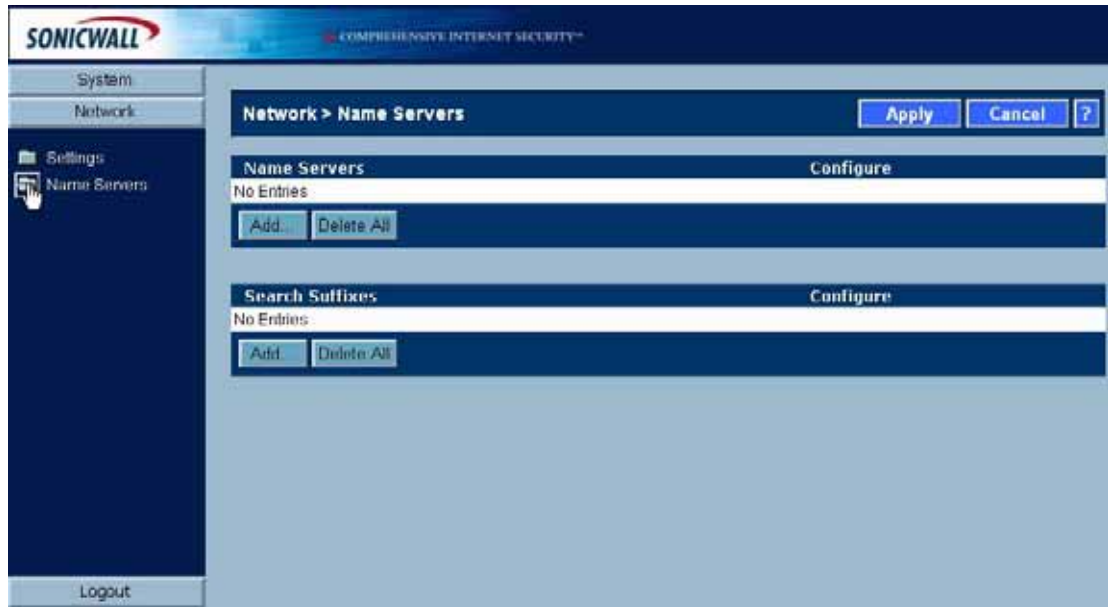 SONICWALL
COMPREHENSIVE INTERNET SECURITY™
System
Network
Settings
Name Servers
Logout
Network > Name Servers
Apply
Cancel
?
Name Servers Configure
No Entries
Add... Delete All
Search Suffixes Configure
No Entries
Add... Delete All